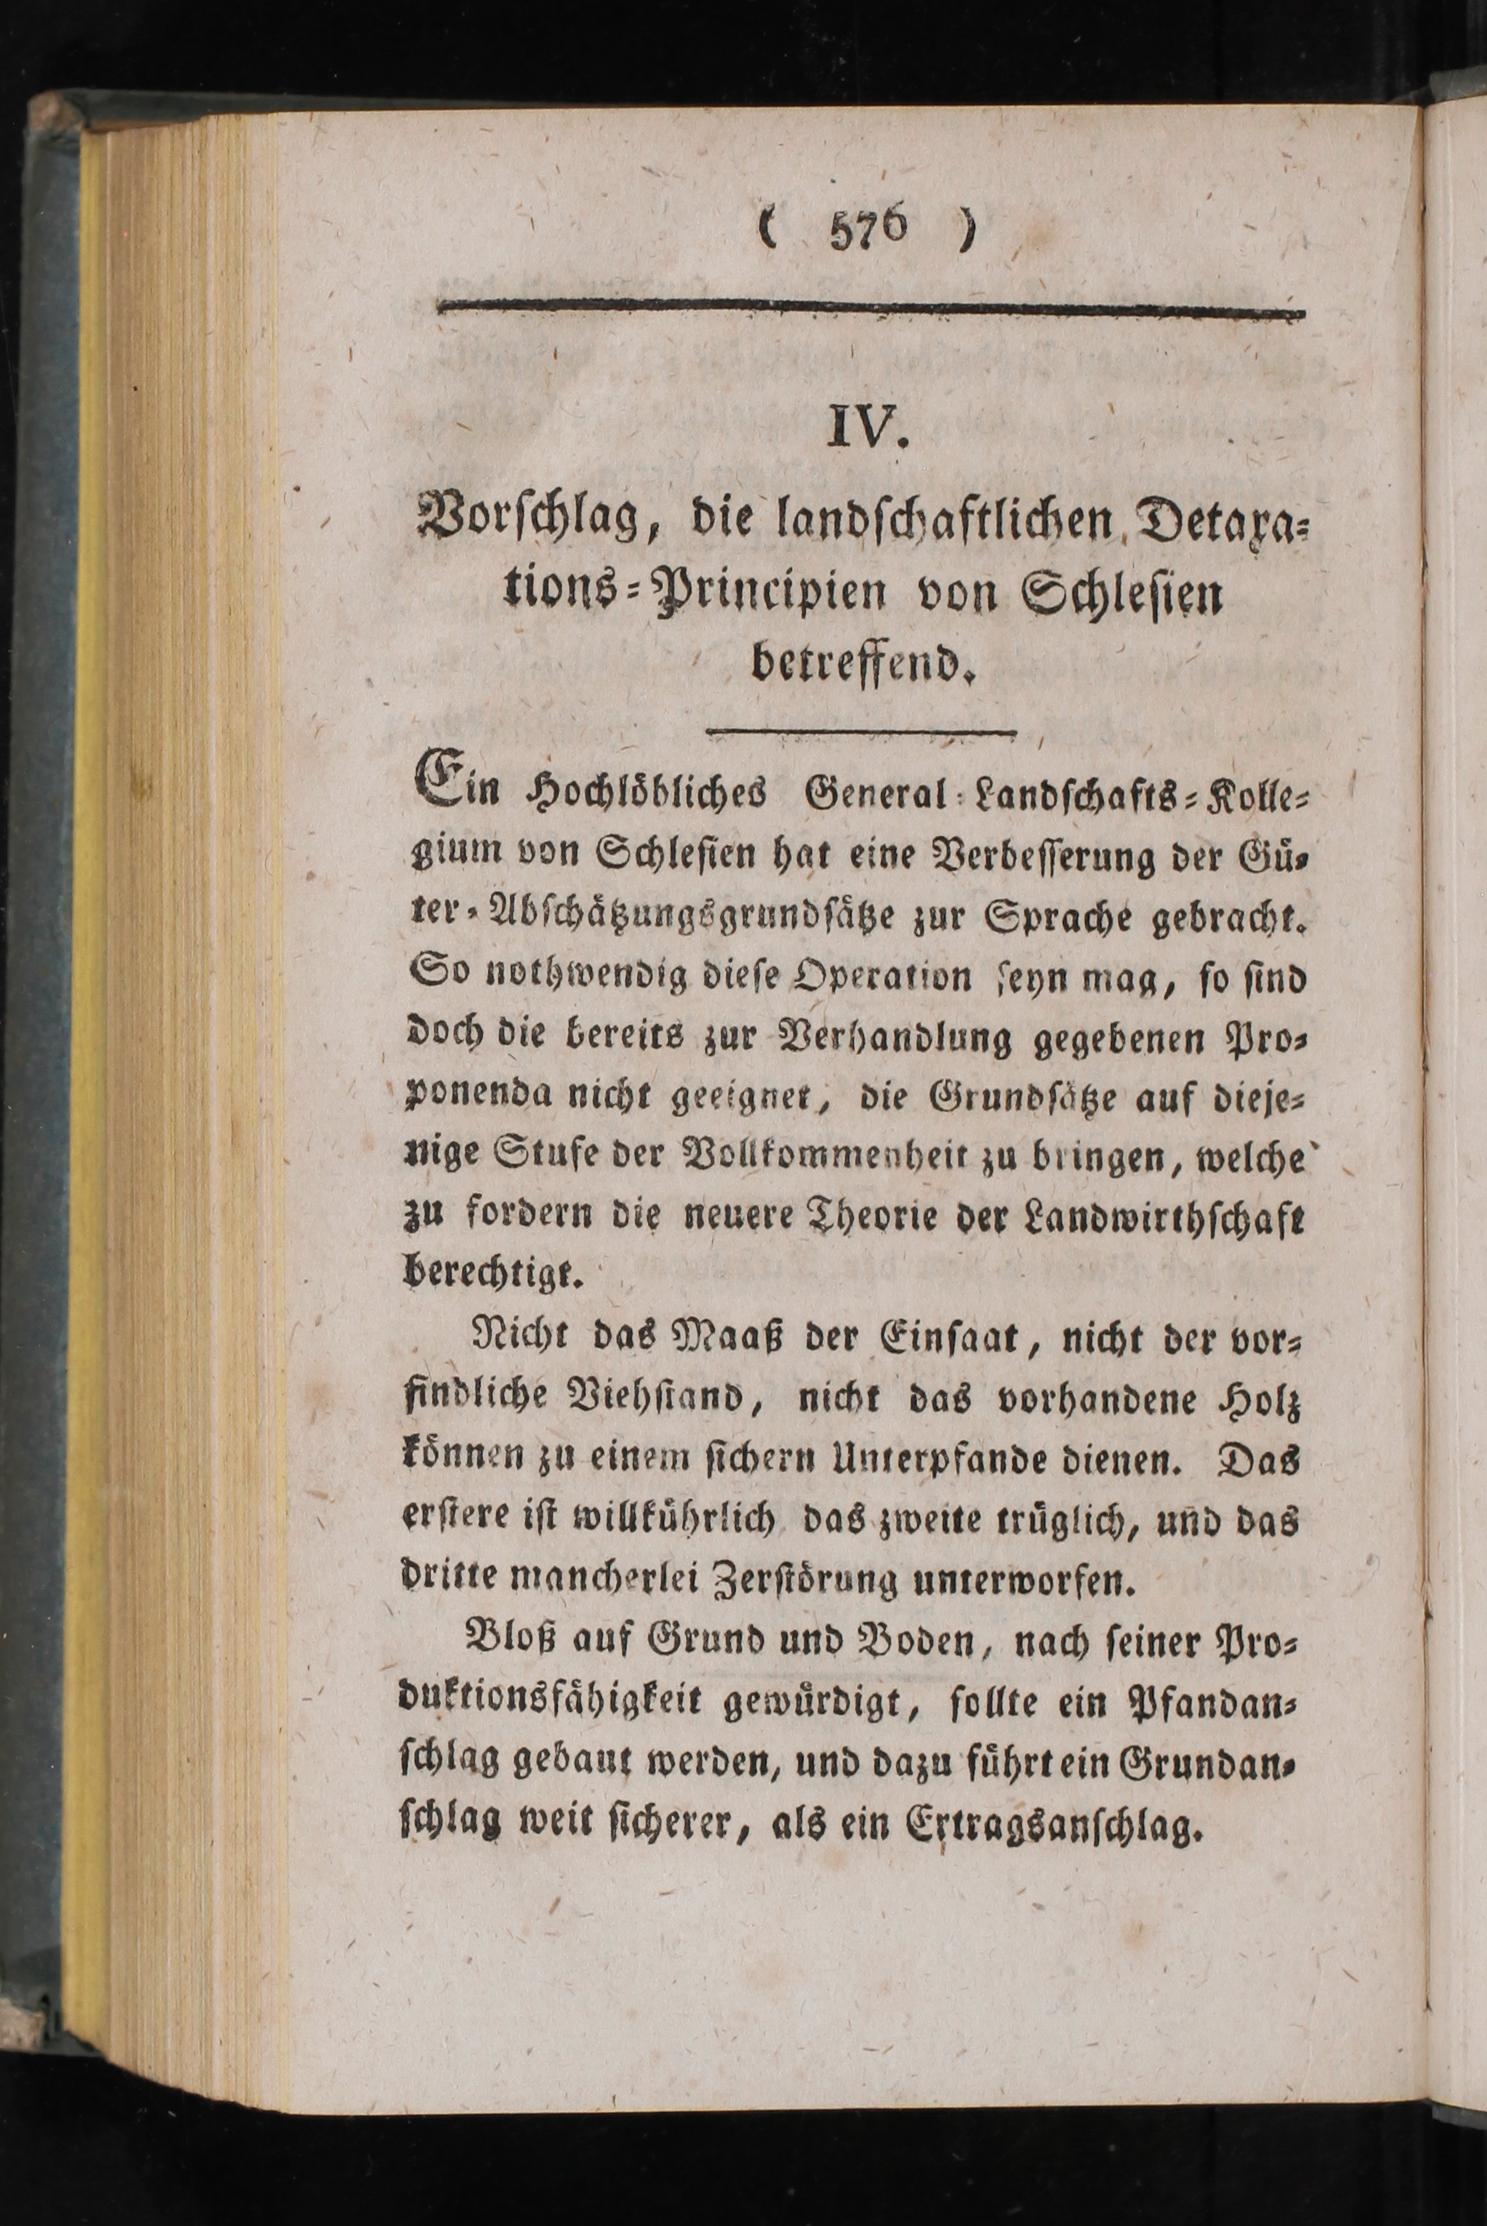 ( 576 )
IV.
Vorſchlag, die landſchaftlichen Detaxa⸗
tions⸗Principien von Schleſien
betreffend.
Ein Hochlöbliches General⸗Landſchafts⸗Kolle⸗
gium von Schleſien hat eine Verbeſſerung der Gü⸗
ter⸗Abſchätzungsgrundſätze zur Sprache gebracht.
So nothwendig dieſe Operation ſeyn mag, ſo ſind
doch die bereits zur Verhandlung gegebenen Pro⸗
ponenda nicht geeignet, die Grundſätze auf dieje⸗
nige Stufe der Vollkommenheit zu bringen, welche
zu fordern die neuere Theorie der Landwirthſchaft
berechtigt.
Nicht das Maaß der Einſaat, nicht der vor⸗
findliche Viehſtand, nicht das vorhandene Holz
können zu einem ſichern Unterpfande dienen. Das
erſtere iſt willkührlich das zweite trüglich, und das
dritte mancherlei Zerſtörung unterworfen.
Bloß auf Grund und Boden, nach ſeiner Pro⸗
duktionsfähigkeit gewürdigt, ſollte ein Pfandan⸗
ſchlag gebaut werden, und dazu führt ein Grundan⸗
ſchlag weit ſicherer, als ein Ertragsanſchlag.